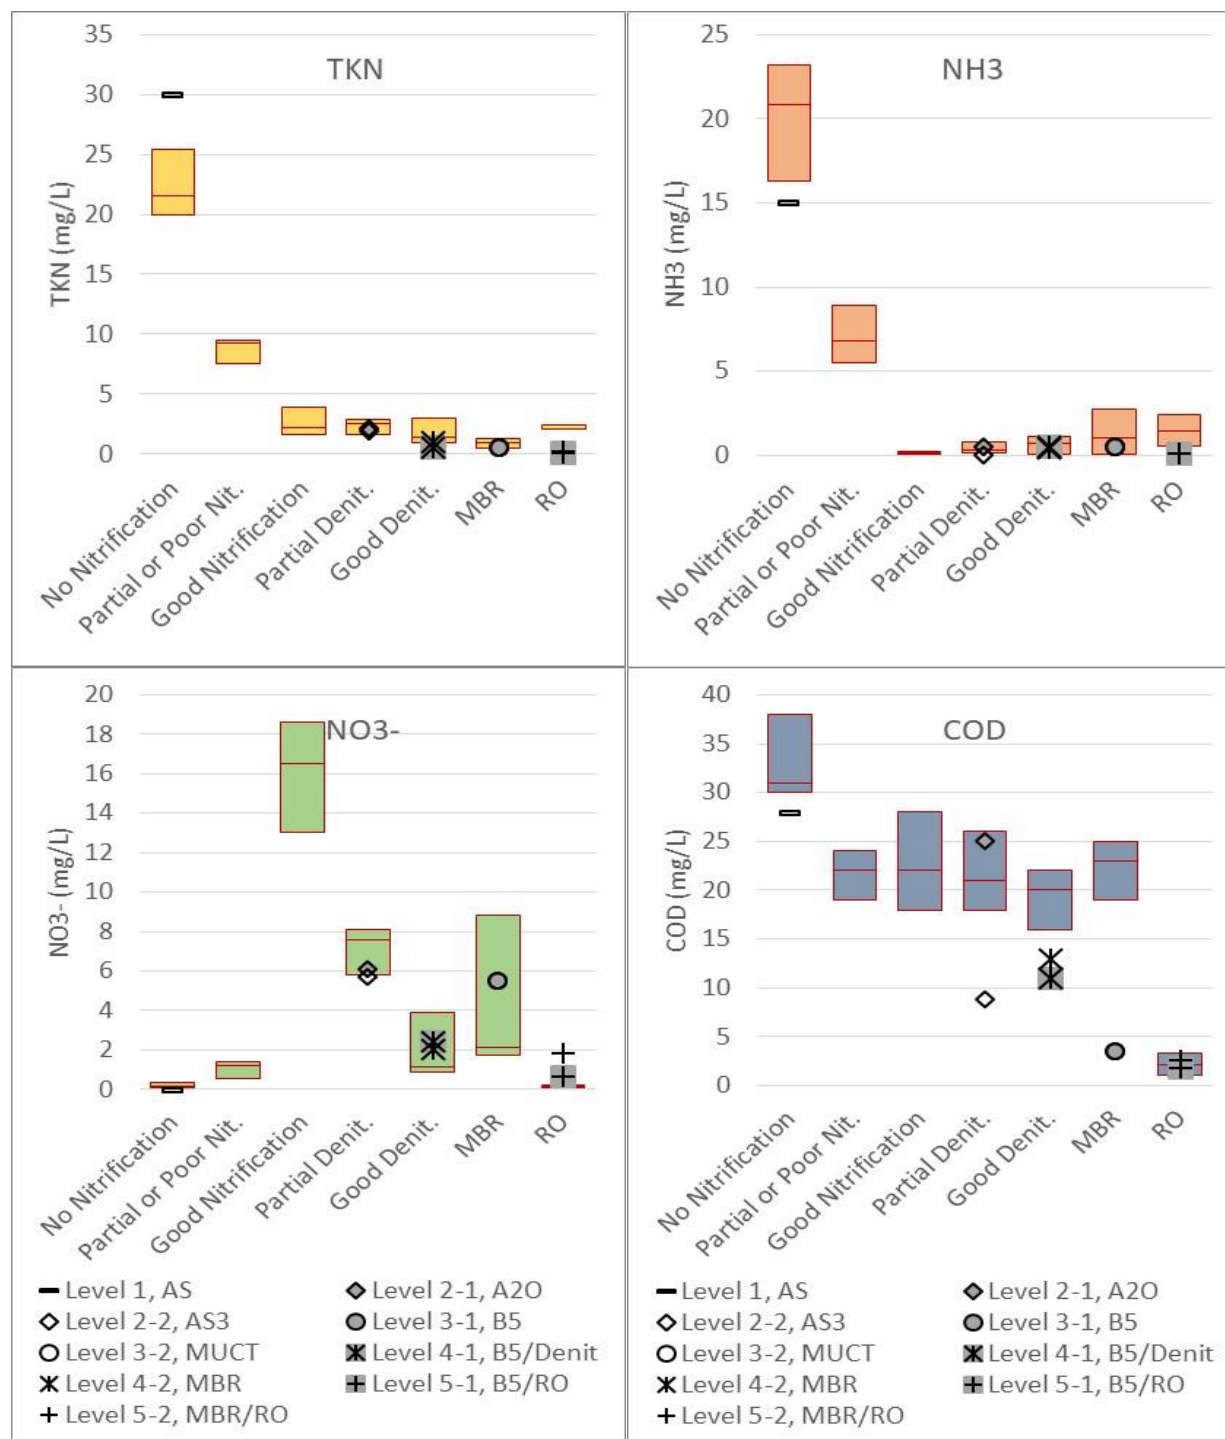 TKN
TKN (mg/L)
35
30
25
20
15
10
5
0
No Nitrification
Partial or Poor Nit.
Good Nitrification
Partial Denit.
Good Denit.
MBR
RO
NH3
NH3 (mg/L)
25
20
15
10
5
0
No Nitrification
Partial or Poor Nit.
Good Nitrification
Partial Denit.
Good Denit.
MBR
RO
NO3-
NO3- (mg/L)
20
18
16
14
12
10
8
6
4
2
0
No Nitrification
Partial or Poor Nit.
Good Nitrification
Partial Denit.
Good Denit.
MBR
RO
Level 1, AS
Level 2-1, A2O
Level 2-2, AS3
Level 3-1, B5
Level 3-2, MUCT
Level 4-1, B5/Denit
Level 4-2, MBR
Level 5-1, B5/RO
Level 5-2, MBR/RO
COD
COD (mg/L)
40
35
30
25
20
15
10
5
0
No Nitrification
Partial or Poor Nit.
Good Nitrification
Partial Denit.
Good Denit.
MBR
RO
Level 1, AS
Level 2-1, A2O
Level 2-2, AS3
Level 3-1, B5
Level 3-2, MUCT
Level 4-1, B5/Denit
Level 4-2, MBR
Level 5-1, B5/RO
Level 5-2, MBR/RO